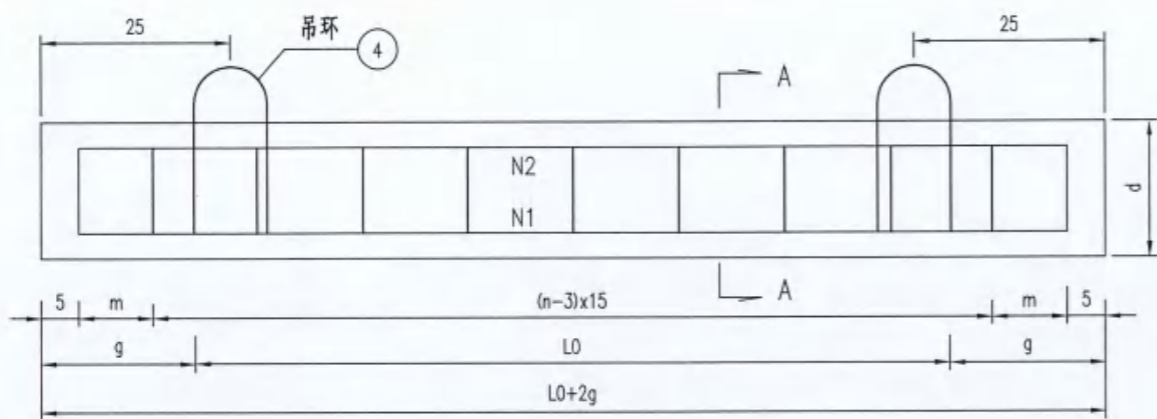 25 吊环 ④ 25
A
N2
N1
d
A
5 m (n-3)x15 m 5
g L0 g
L0+2g